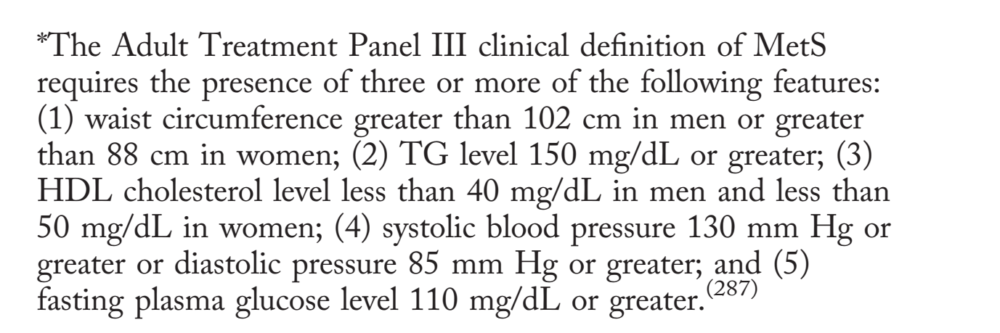 *The Adult Treatment Panel III clinical definition of MetS
requires the presence of three or more of the following features:
(1) waist circumference greater than 102 cm in men or greater
than 88 cm in women; (2) TG level 150 mg/dL or greater; (3)
HDL cholesterol level less than 40 mg/dL in men and less than
50 mg/dL in women; (4) systolic blood pressure 130 mm Hg or
greater or diastolic pressure 85 mm Hg or greater; and (5)
fasting plasma glucose level 110 mg/dL or greater.(287)